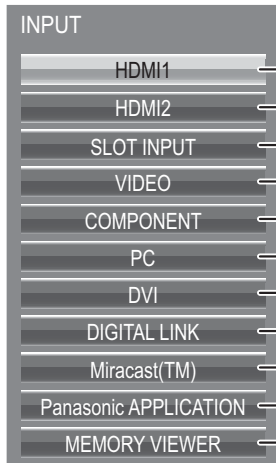 INPUT
HDMI1
HDMI2
SLOT INPUT
VIDEO
COMPONENT
PC
DVI
DIGITAL LINK
Miracast(TM)
Panasonic APPLICATION
MEMORY VIEWER